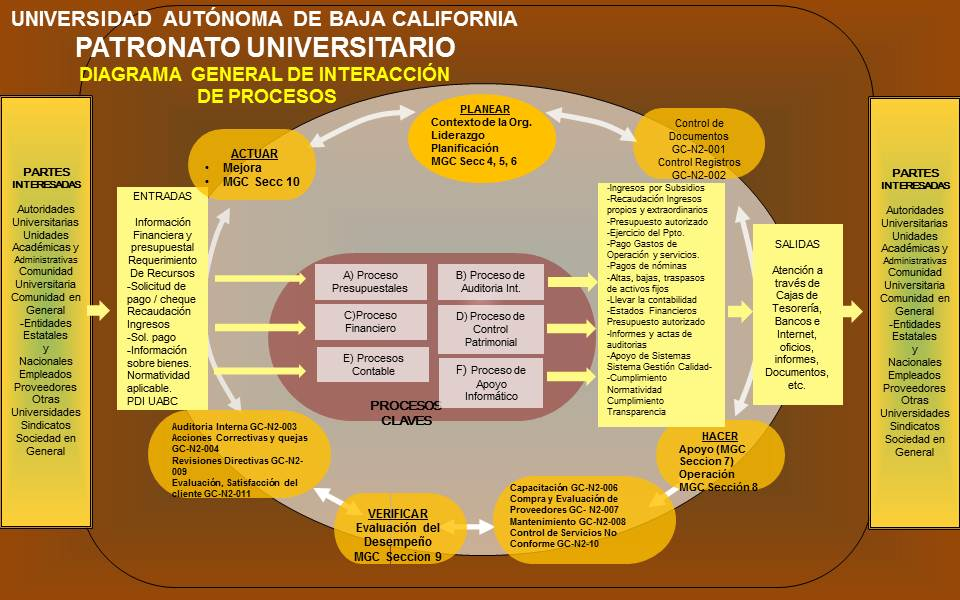 UNIVERSIDAD AUTÓNOMA DE BAJA CALIFORNIA
PATRONATO UNIVERSITARIO
DIAGRAMA GENERAL DE INTERACCIÓN
DE PROCESOS
PARTES
INTERESADAS
Autoridades
Universitarias
Unidades
Académicas y
Administrativas
Comunidad
Universitaria
Comunidad en
General
-Entidades
Estatales
y
Nacionales
Empleados
Proveedores
Otras
Universidades
Sindicatos
Sociedad en
General
ENTRADAS
Información
Financiera y
presupuestal
Requerimiento
De Recursos
-Solicitud de
pago / cheque
Recaudación
Ingresos
-Sol. pago
-Información
sobre bienes.
Normatividad
aplicable.
PDI UABC
ACTUAR
• Mejora
• MGC Secc 10
PLANEAR
Contexto de la Org.
Liderazgo
Planificación
MGC Secc 4, 5, 6
Control de
Documentos
GC-N2-001
Control Registros
GC-N2-002
A) Proceso
Presupuestales
B) Proceso de
Auditoria Int.
C)Proceso
Financiero
D) Proceso de
Control
Patrimonial
E) Procesos
Contable
F) Proceso de
Apoyo
Informático
PROCESOS
CLAVES
-Ingresos por Subsidios
-Recaudación Ingresos
propios y extraordinarios
-Presupuesto autorizado
-Ejercicio del Ppto.
-Pago Gastos de
Operación y servicios.
-Pagos de nóminas
-Altas, bajas, traspasos
de activos fijos
-Llevar la contabilidad
-Estados Financieros
Presupuesto autorizado
-Informes y actas de
auditorias
-Apoyo de Sistemas
Sistema Gestión Calidad-
-Cumplimiento
Normatividad
Cumplimiento
Transparencia
SALIDAS
Atención a
través de
Cajas de
Tesorería,
Bancos e
Internet,
oficios,
informes,
Documentos,
etc.
PARTES
INTERESADAS
Autoridades
Universitarias
Unidades
Académicas y
Administrativas
Comunidad
Universitaria
Comunidad en
General
-Entidades
Estatales
y
Nacionales
Empleados
Proveedores
Otras
Universidades
Sindicatos
Sociedad en
General
Auditoria Interna GC-N2-003
Acciones Correctivas y quejas
GC-N2-004
Revisiones Directivas GC-N2-
009
Evaluación, Satisfacción del
cliente GC-N2-011
VERIFICAR
Evaluación del
Desempeño
MGC Seccion 9
Capacitación GC-N2-006
Compra y Evaluación de
Proveedores GC- N2-007
Mantenimiento GC-N2-008
Control de Servicios No
Conforme GC-N2-10
HACER
Apoyo (MGC
Seccion 7)
Operación
MGC Sección 8